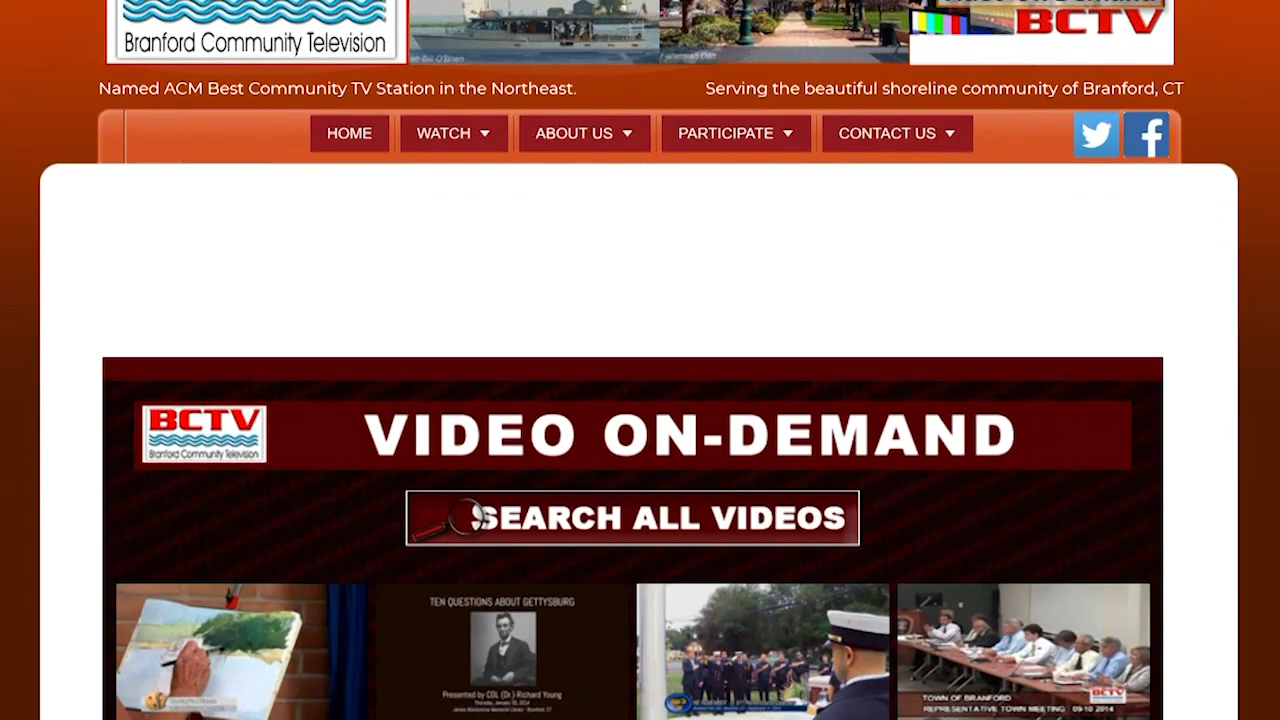 Branford Community Television
BCTV
Named ACM Best Community TV Station in the Northeast.
Serving the beautiful shoreline community of Branford, CT
HOME
WATCH
ABOUT US
PARTICIPATE
CONTACT US
BCTV
Branford Community Television
VIDEO ON-DEMAND
SEARCH ALL VIDEOS
TEN QUESTIONS ABOUT GETTYSBURG
Presented by COL (Dr.) Richard Young
BCTV
TOWN OF BRANFORD
REPRESENTATIVE TOWN MEETING 09-10 2014